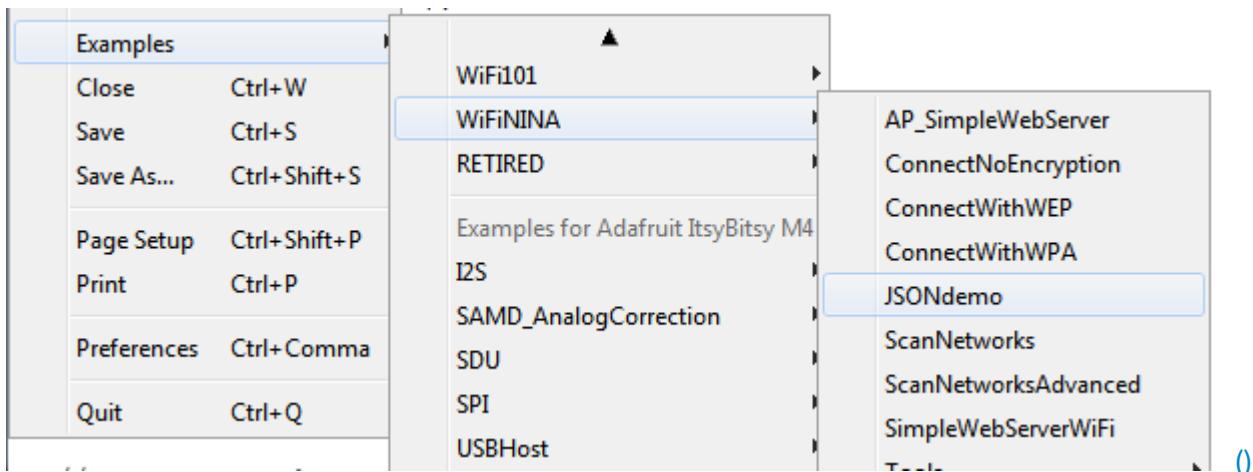 Examples
Close Ctrl+W
Save Ctrl+S
Save As... Ctrl+Shift+S
Page Setup Ctrl+Shift+P
Print Ctrl+P
Preferences Ctrl+Comma
Quit Ctrl+Q
WiFi101
WiFiNINA
RETIRED
Examples for Adafruit ItsyBitsy M4
I2S
SAMD_AnalogCorrection
SDU
SPI
USBHost
AP_SimpleWebServer
ConnectNoEncryption
ConnectWithWEP
ConnectWithWPA
JSONdemo
ScanNetworks
ScanNetworksAdvanced
SimpleWebServerWiFi
Tools
()